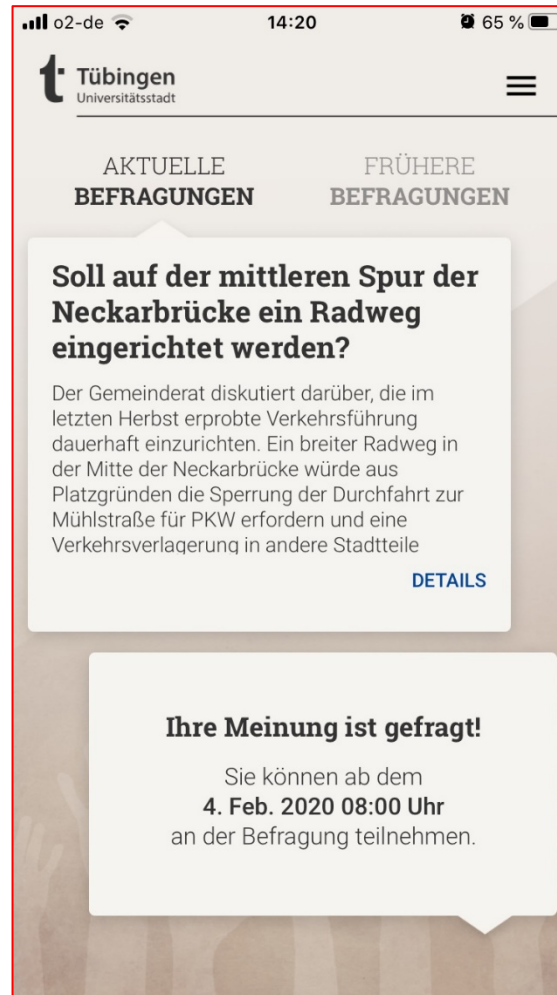 o2-de 14:20 65 %
Tübingen
Universitätsstadt
AKTUELLE
BEFRAGUNGEN
FRÜHERE
BEFRAGUNGEN
Soll auf der mittleren Spur der
Neckarbrücke ein Radweg
eingerichtet werden?
Der Gemeinderat diskutiert darüber, die im
letzten Herbst erprobte Verkehrsführung
dauerhaft einzurichten. Ein breiter Radweg in
der Mitte der Neckarbrücke würde aus
Platzgründen die Sperrung der Durchfahrt zur
Mühlstraße für PKW erfordern und eine
Verkehrsverlagerung in andere Stadtteile
DETAILS
Ihre Meinung ist gefragt!
Sie können ab dem
4. Feb. 2020 08:00 Uhr
an der Befragung teilnehmen.